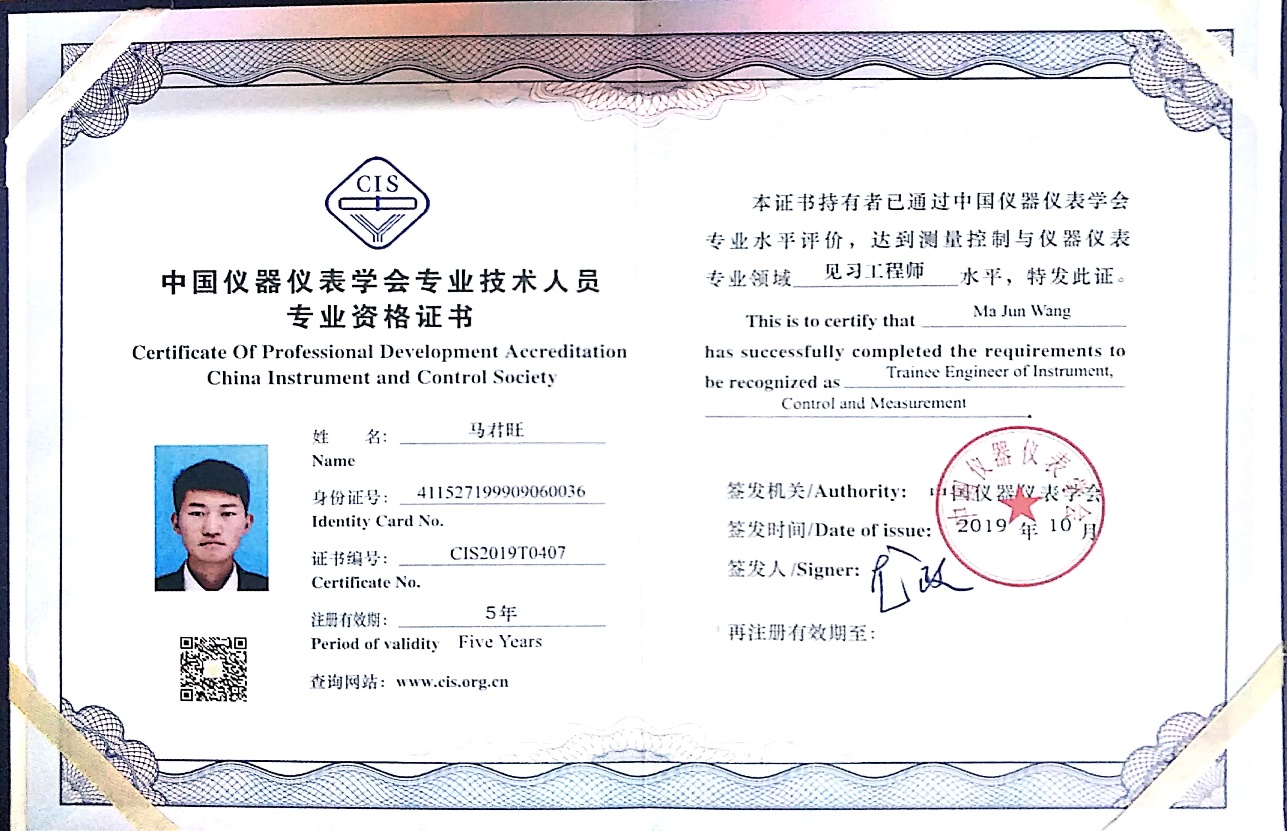 CIS
中国仪器仪表学会专业技术人员
专业资格证书
Certificate Of Professional Development Accreditation
China Instrument and Control Society
姓 名: 马君旺
Name
身份证号: 411527199909060036
Identity Card No.
证书编号: CIS2019T0407
Certificate No.
注册有效期: 5年
Period of validity Five Years
查询网站: www.cis.org.cn
本证书持有者已通过中国仪器仪表学会
专业水平评价，达到测量控制与仪器仪表
专业领域 见习工程师 水平，特发此证。
This is to certify that Ma Jun Wang
has successfully completed the requirements to
be recognized as Trainee Engineer of Instrument,
Control and Measurement .
签发机关/Authority: 中国仪器仪表学会
签发时间/Date of issue: 2019 年 10 月
签发人/Signer:
再注册有效期至:
中国仪器仪表学会